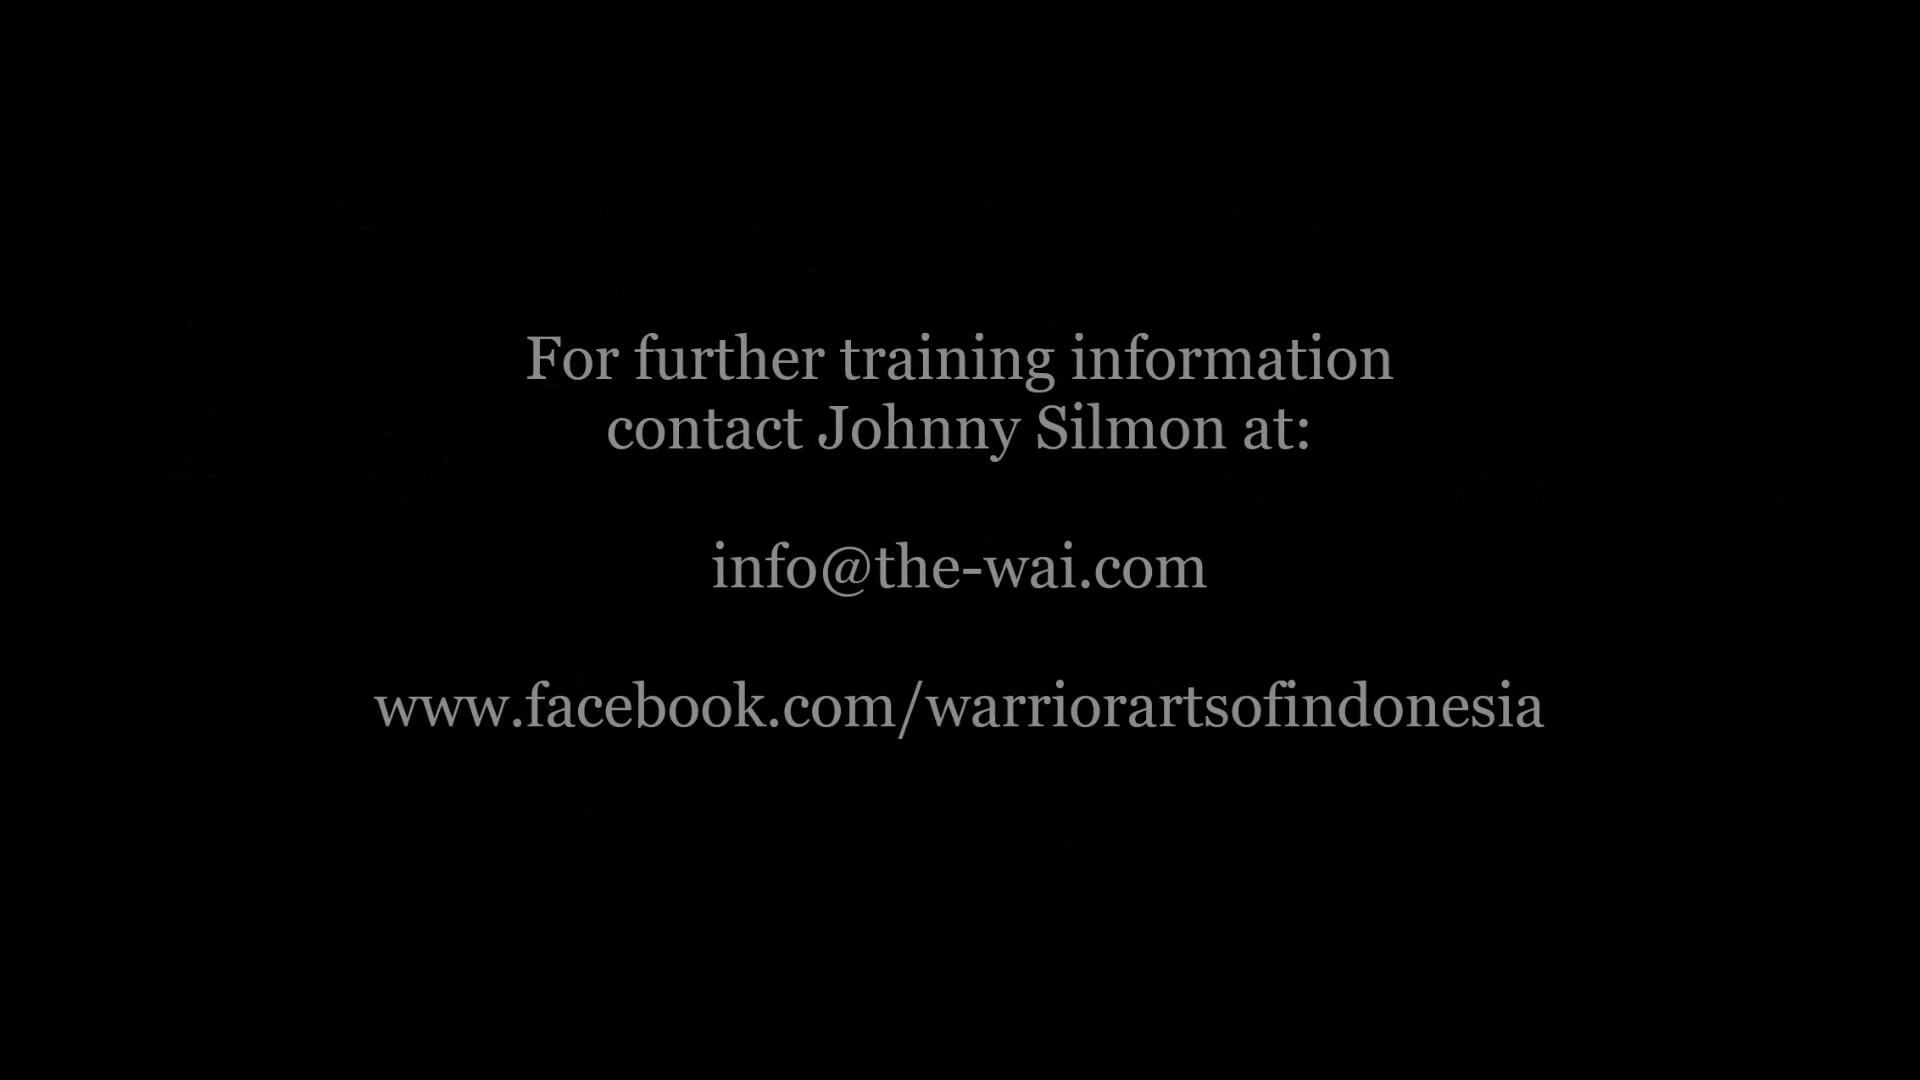 For further training information
contact Johnny Silmon at:
info@the-wai.com
www.facebook.com/warriorartsofindonesia